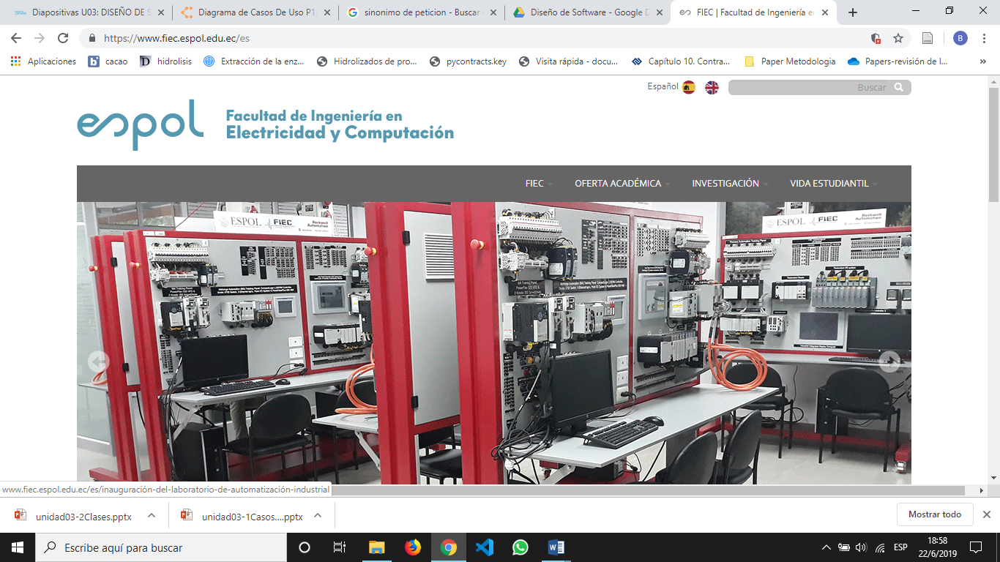 Diapositivas U03: DISEÑO DE S
Diagrama de Casos De Uso P1
sinonimo de peticion - Buscar
Diseño de Software - Google D
FIEC | Facultad de Ingeniería e
https://www.fiec.espol.edu.ec/es
B
Aplicaciones
cacao
hidrolisis
Extracción de la enz...
Hidrolizados de pro...
pycontracts.key
Visita rápida - docu...
Capítulo 10. Contra...
Paper Metodologia
Papers-revisión de l...
»
Español
Buscar
espol
Facultad de Ingeniería en
Electricidad y Computación
FIEC
OFERTA ACADÉMICA
INVESTIGACIÓN
VIDA ESTUDIANTIL
ESPOL FIEC Rockwell Automation
ESPOL FIEC Rockwell Automation
www.fiec.espol.edu.ec/es/inauguración-del-laboratorio-de-automatización-industrial
unidad03-2Clases.pptx
unidad03-1Casos....pptx
Mostrar todo
Escribe aquí para buscar
ESP
18:58
22/6/2019